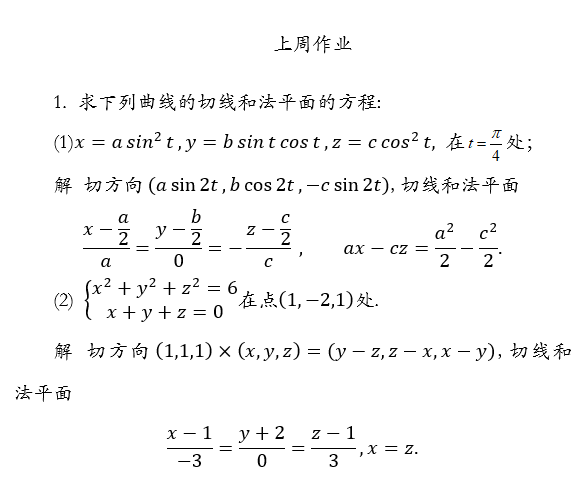 上周作业
1. 求下列曲线的切线和法平面的方程:
(1)x = a sin² t , y = b sin t cos t , z = c cos² t, 在 t = π/4 处;
解 切方向 (a sin 2t , b cos 2t , −c sin 2t), 切线和法平面
(x − a/2)/a = (y − b/2)/0 = −(z − c/2)/c , ax − cz = a²/2 − c²/2.
(2) { x² + y² + z² = 6
x + y + z = 0 在点(1, −2,1)处.
解 切方向 (1,1,1) × (x, y, z) = (y − z, z − x, x − y), 切线和
法平面
(x − 1)/−3 = (y + 2)/0 = (z − 1)/3 , x = z.